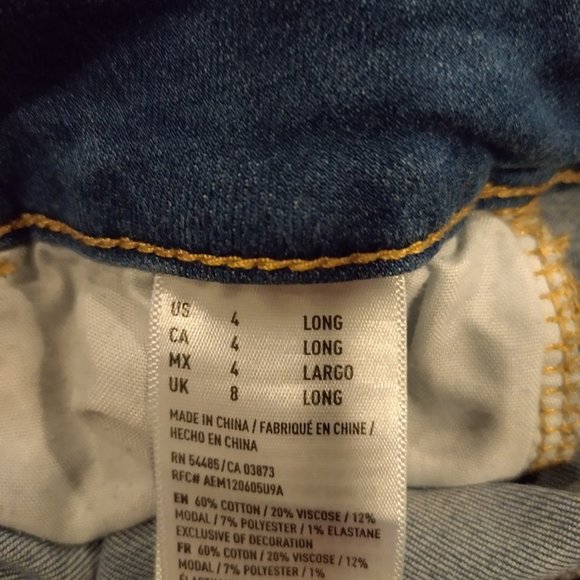 US 4 LONG
CA 4 LONG
MX 4 LARGO
UK 8 LONG
MADE IN CHINA / FABRIQUÉ EN CHINE /
HECHO EN CHINA
RN 54485 / CA 03873
RFC# AEM120605U9A
EN 60% COTTON / 20% VISCOSE / 12%
MODAL / 7% POLYESTER / 1% ELASTANE
EXCLUSIVE OF DECORATION
FR 60% COTON / 20% VISCOSE / 12%
MODAL / 7% POLYESTER / 1%